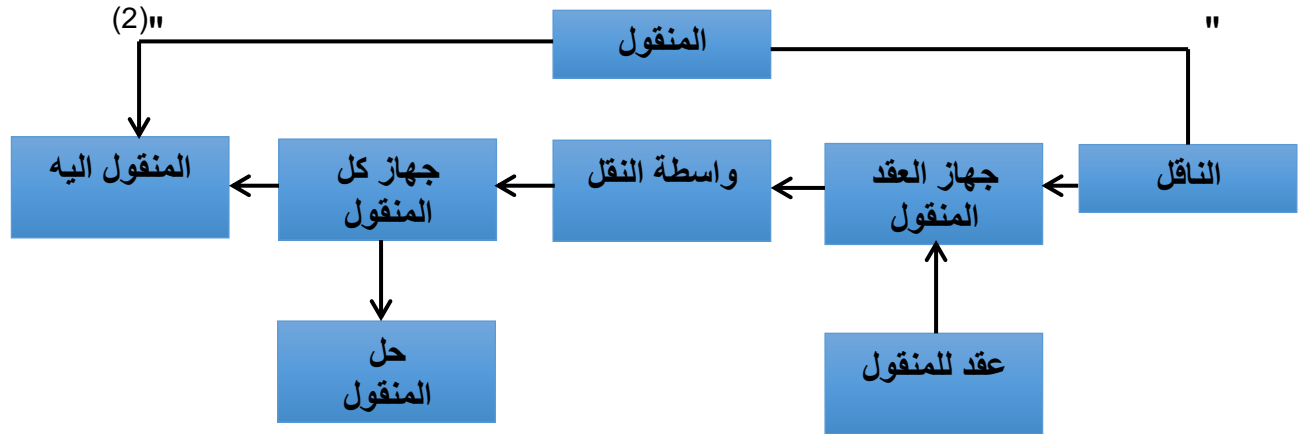 "
المنقول
"(2)
الناقل
جهاز العقد
المنقول
واسطة النقل
جهاز كل
المنقول
المنقول اليه
عقد للمنقول
حل
المنقول